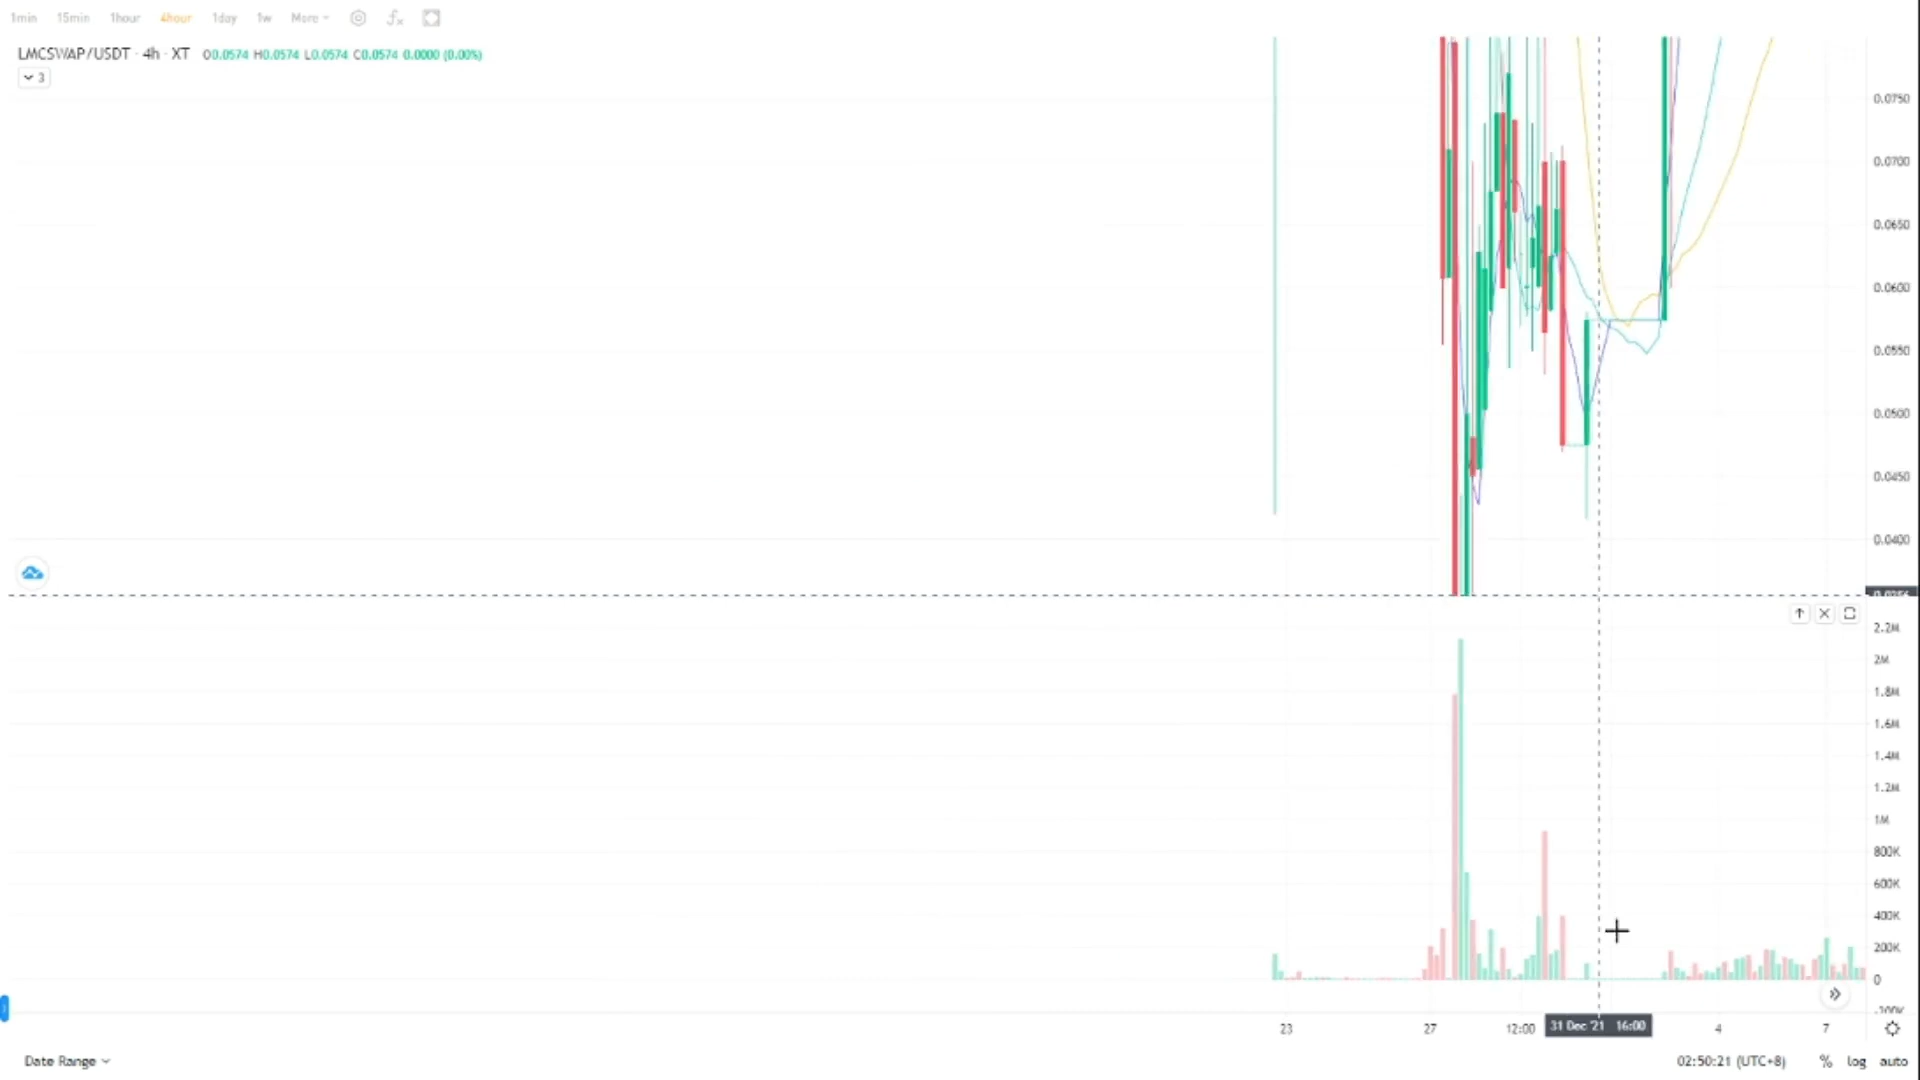 1min 15min 1hour 4hour 1day 1w More
LMCSWAP/USDT · 4h · XT O0.0574 H0.0574 L0.0574 C0.0574 0.0000 (0.00%)
3
0.0750
0.0700
0.0650
0.0600
0.0550
0.0500
0.0450
0.0400
2.2M
2M
1.8M
1.6M
1.4M
1.2M
1M
800K
600K
400K
200K
0
23 27 12:00 31 Dec '21 16:00 4 7
Date Range 02:50:21 (UTC+8) % log auto